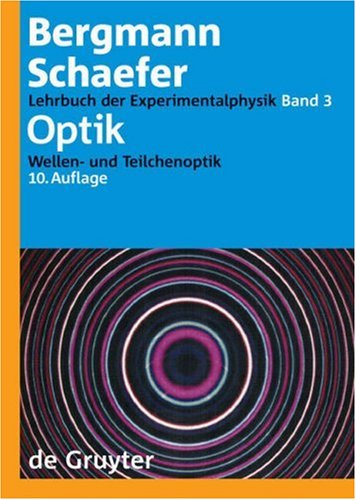 Bergmann
Schaefer
Lehrbuch der Experimentalphysik Band 3
Optik
Wellen- und Teilchenoptik
10. Auflage
de Gruyter